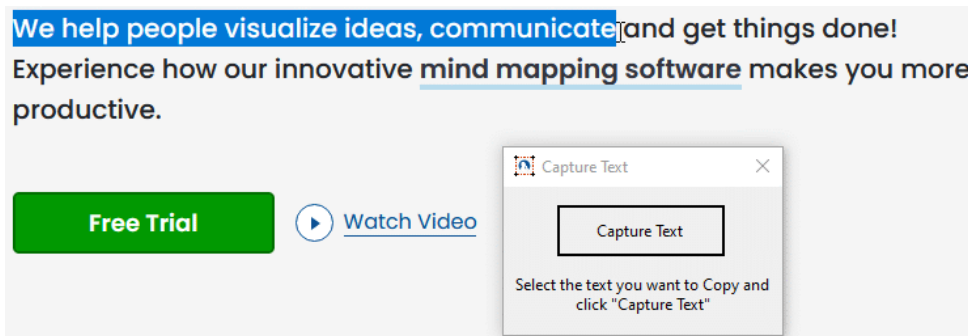 We help people visualize ideas, communicate and get things done!
Experience how our innovative mind mapping software makes you more
productive.
Free Trial
Watch Video
Capture Text
Capture Text
Select the text you want to Copy and
click "Capture Text"